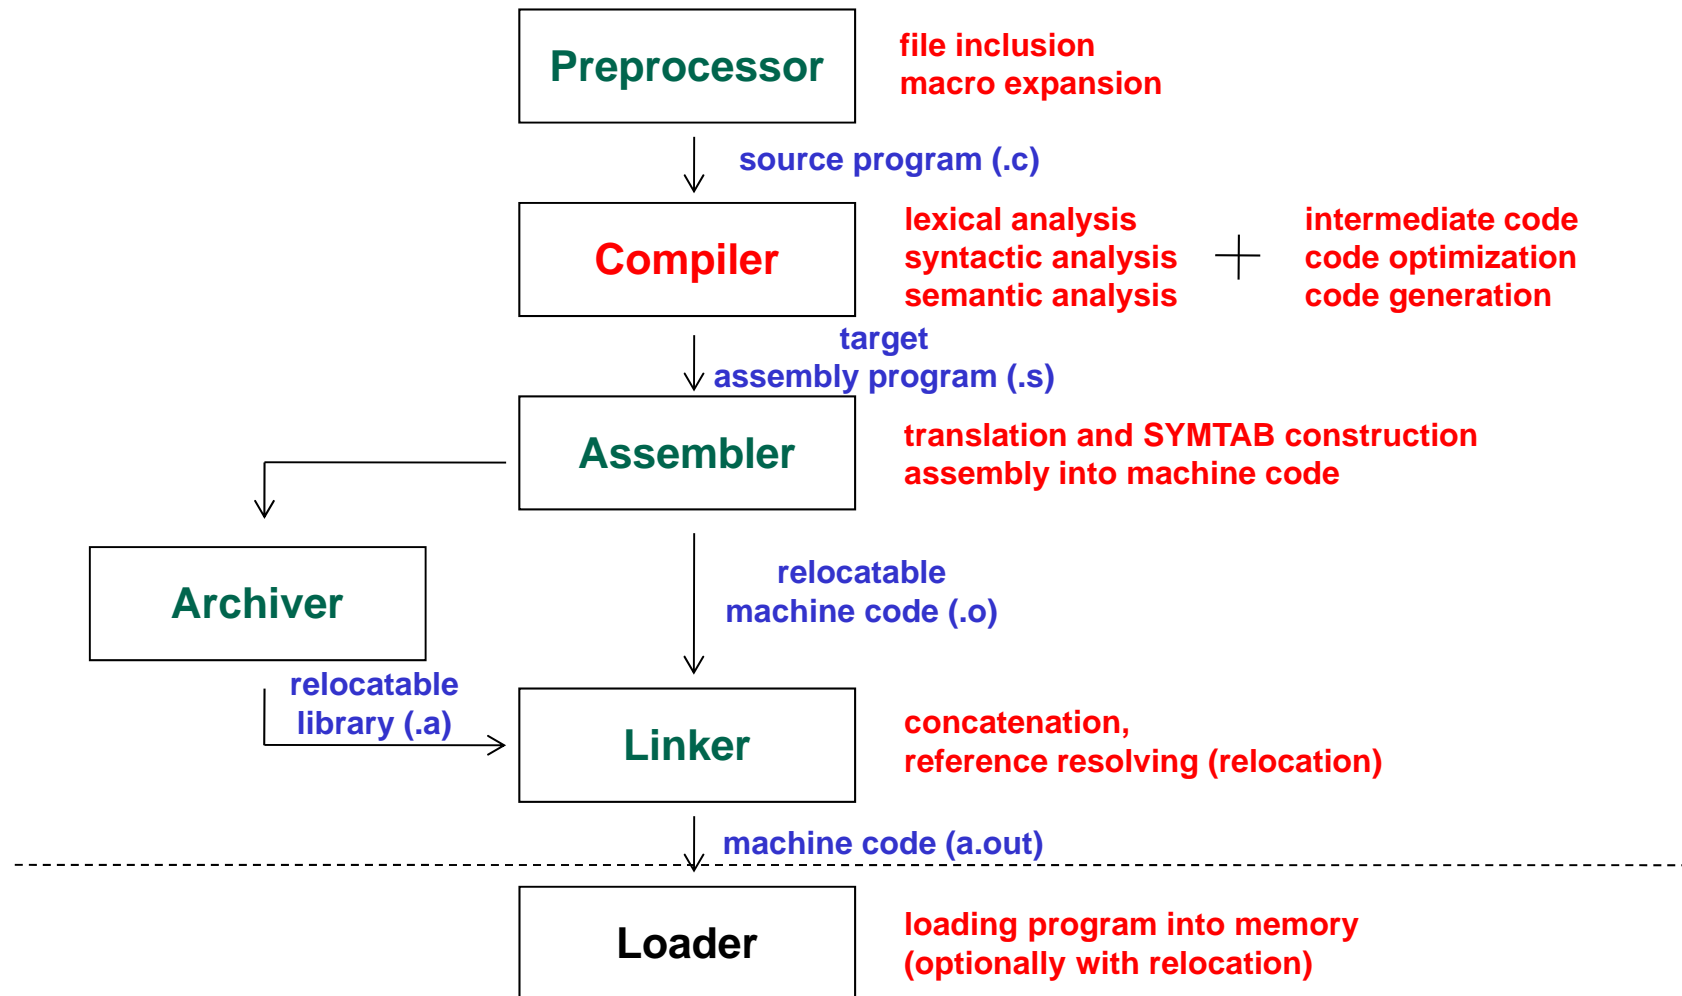 Preprocessor
file inclusion
macro expansion
source program (.c)
Compiler
lexical analysis
syntactic analysis
semantic analysis
intermediate code
code optimization
code generation
target
assembly program (.s)
Assembler
translation and SYMTAB construction
assembly into machine code
Archiver
relocatable
machine code (.o)
relocatable
library (.a)
Linker
concatenation,
reference resolving (relocation)
machine code (a.out)
Loader
loading program into memory
(optionally with relocation)